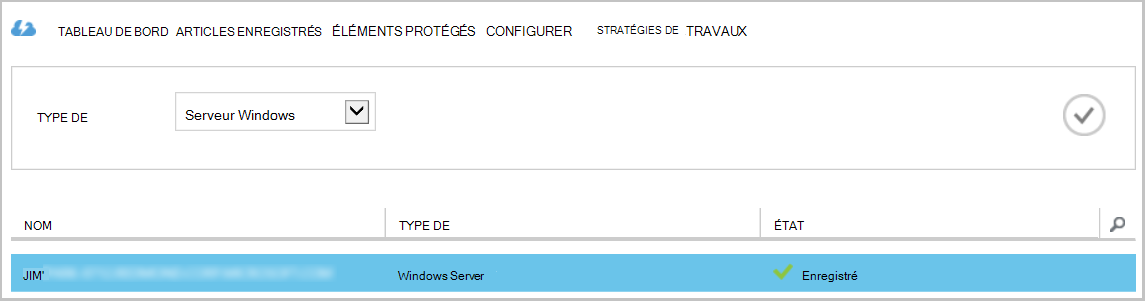 TABLEAU DE BORD ARTICLES ENREGISTRÉS ÉLÉMENTS PROTÉGÉS CONFIGURER STRATÉGIES DE TRAVAUX
TYPE DE Serveur Windows
NOM TYPE DE ÉTAT
JIM' Windows Server Enregistré